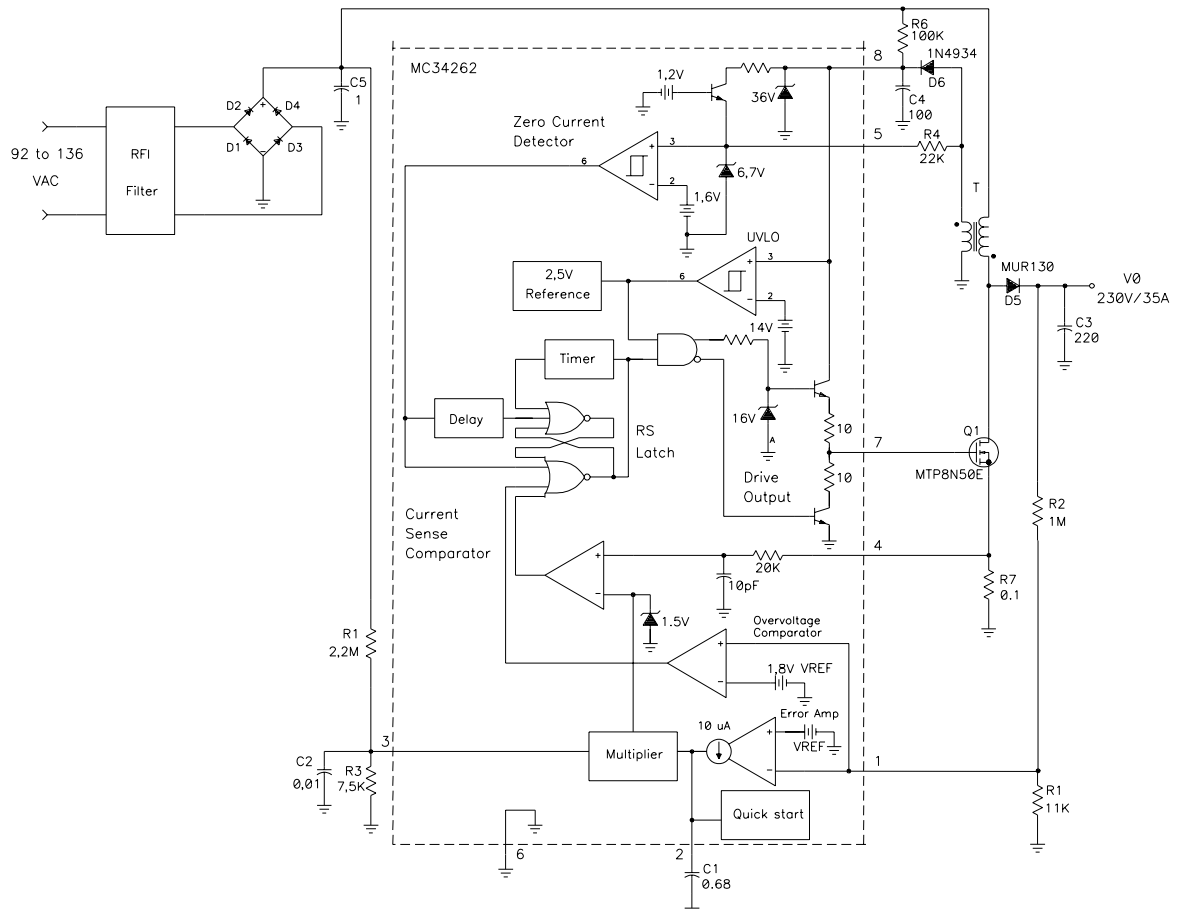 R6
100K
8
1N4934
D6
MC34262
1,2V
36V
C4
100
C5
1
D2
D4
D1
D3
+
−
92 to 136
VAC
RFI
Filter
Zero Current
Detector
6
+
3
−
2
1,6V
6,7V
5
R4
22K
T
UVLO
2,5V
Reference
6
+
3
−
2
14V
MUR130
D5
V0
230V/35A
C3
220
Timer
Delay
RS
Latch
16V
A
10
7
10
Drive
Output
Q1
MTP8N50E
R2
1M
Current
Sense
Comparator
+
−
4
20K
10pF
1.5V
R7
0.1
R1
2,2M
Overvoltage
Comparator
+
−
1,8V VREF
3
Multiplier
10 uA
Error Amp
+
−
VREF
1
C2
0,01
R3
7,5K
R1
11K
Quick start
6
2
C1
0.68